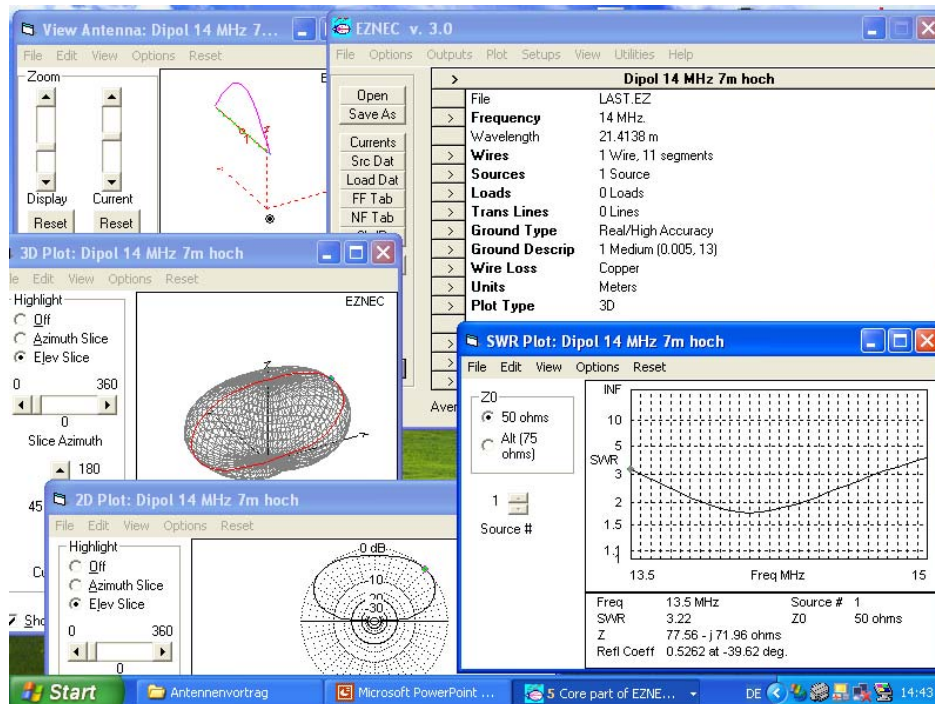 View Antenna: Dipol 14 MHz 7m...
File Edit View Options Reset
Zoom
Display Current
Reset Reset
EZNEC v. 3.0
File Options Outputs Plot Setups View Utilities Help
Open
Save As
Currents
Src Dat
Load Dat
FF Tab
NF Tab
> Dipol 14 MHz 7m hoch
File LAST.EZ
> Frequency 14 MHz.
Wavelength 21.4138 m
> Wires 1 Wire, 11 segments
> Sources 1 Source
> Loads 0 Loads
> Trans Lines 0 Lines
> Ground Type Real/High Accuracy
> Ground Descrip 1 Medium (0.005, 13)
> Wire Loss Copper
> Units Meters
> Plot Type 3D
3D Plot: Dipol 14 MHz 7m hoch
Edit View Options Reset
Highlight
Off
Azimuth Slice
Elev Slice
0 360
0
Slice Azimuth
180
45
EZNEC
2D Plot: Dipol 14 MHz 7m hoch
File Edit View Options Reset
Highlight
Off
Azimuth Slice
Elev Slice
0 360
0
0 dB
-10
-30
SWR Plot: Dipol 14 MHz 7m hoch
File Edit View Options Reset
Z0
50 ohms
Alt (75
ohms)
1
Source #
INF
10
5
SWR
3
2
1.5
1.1
1
13.5 Freq MHz 15
Freq 13.5 MHz Source # 1
SWR 3.22 Z0 50 ohms
Z 77.56 - j 71.96 ohms
Refl Coeff 0.5262 at -39.62 deg.
Start Antennenvortrag Microsoft PowerPoint ... 5 Core part of EZNE... DE 14:43